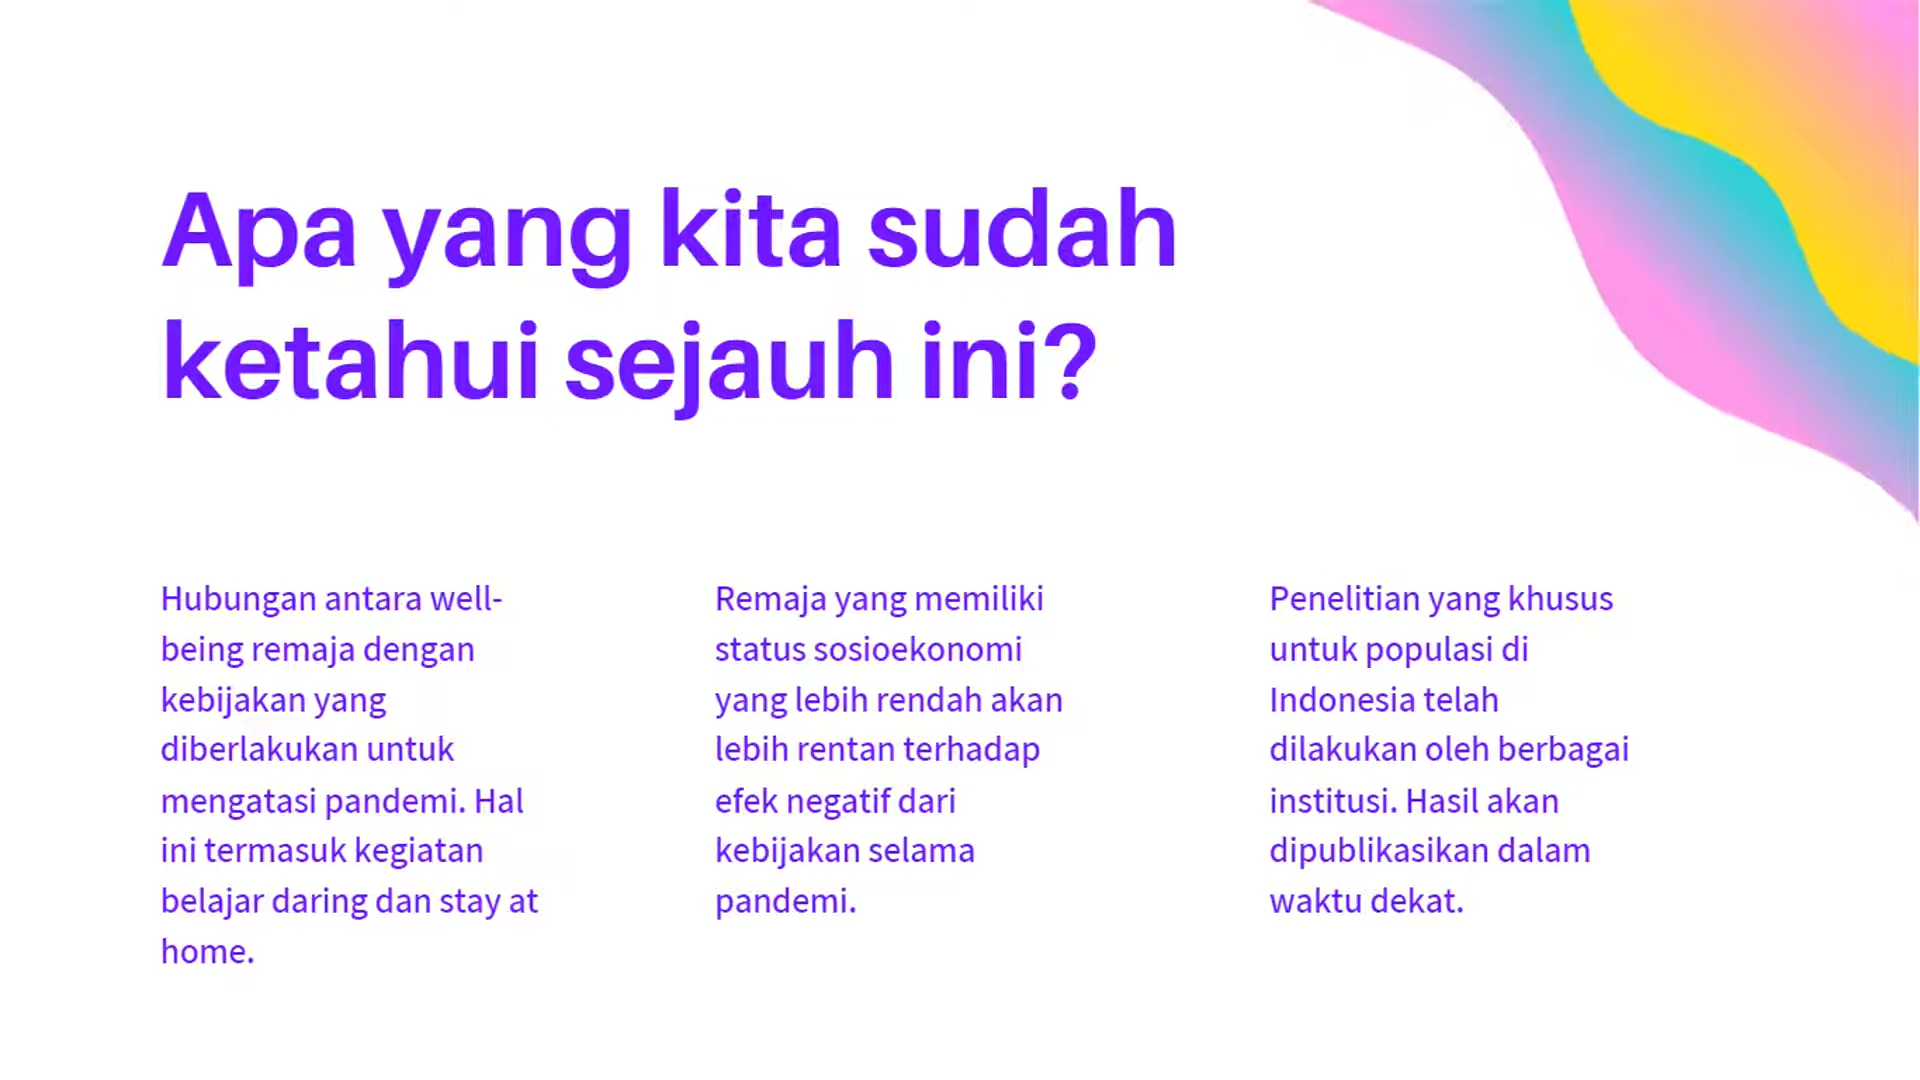 Apa yang kita sudah
ketahui sejauh ini?
Hubungan antara well-
being remaja dengan
kebijakan yang
diberlakukan untuk
mengatasi pandemi. Hal
ini termasuk kegiatan
belajar daring dan stay at
home.
Remaja yang memiliki
status sosioekonomi
yang lebih rendah akan
lebih rentan terhadap
efek negatif dari
kebijakan selama
pandemi.
Penelitian yang khusus
untuk populasi di
Indonesia telah
dilakukan oleh berbagai
institusi. Hasil akan
dipublikasikan dalam
waktu dekat.